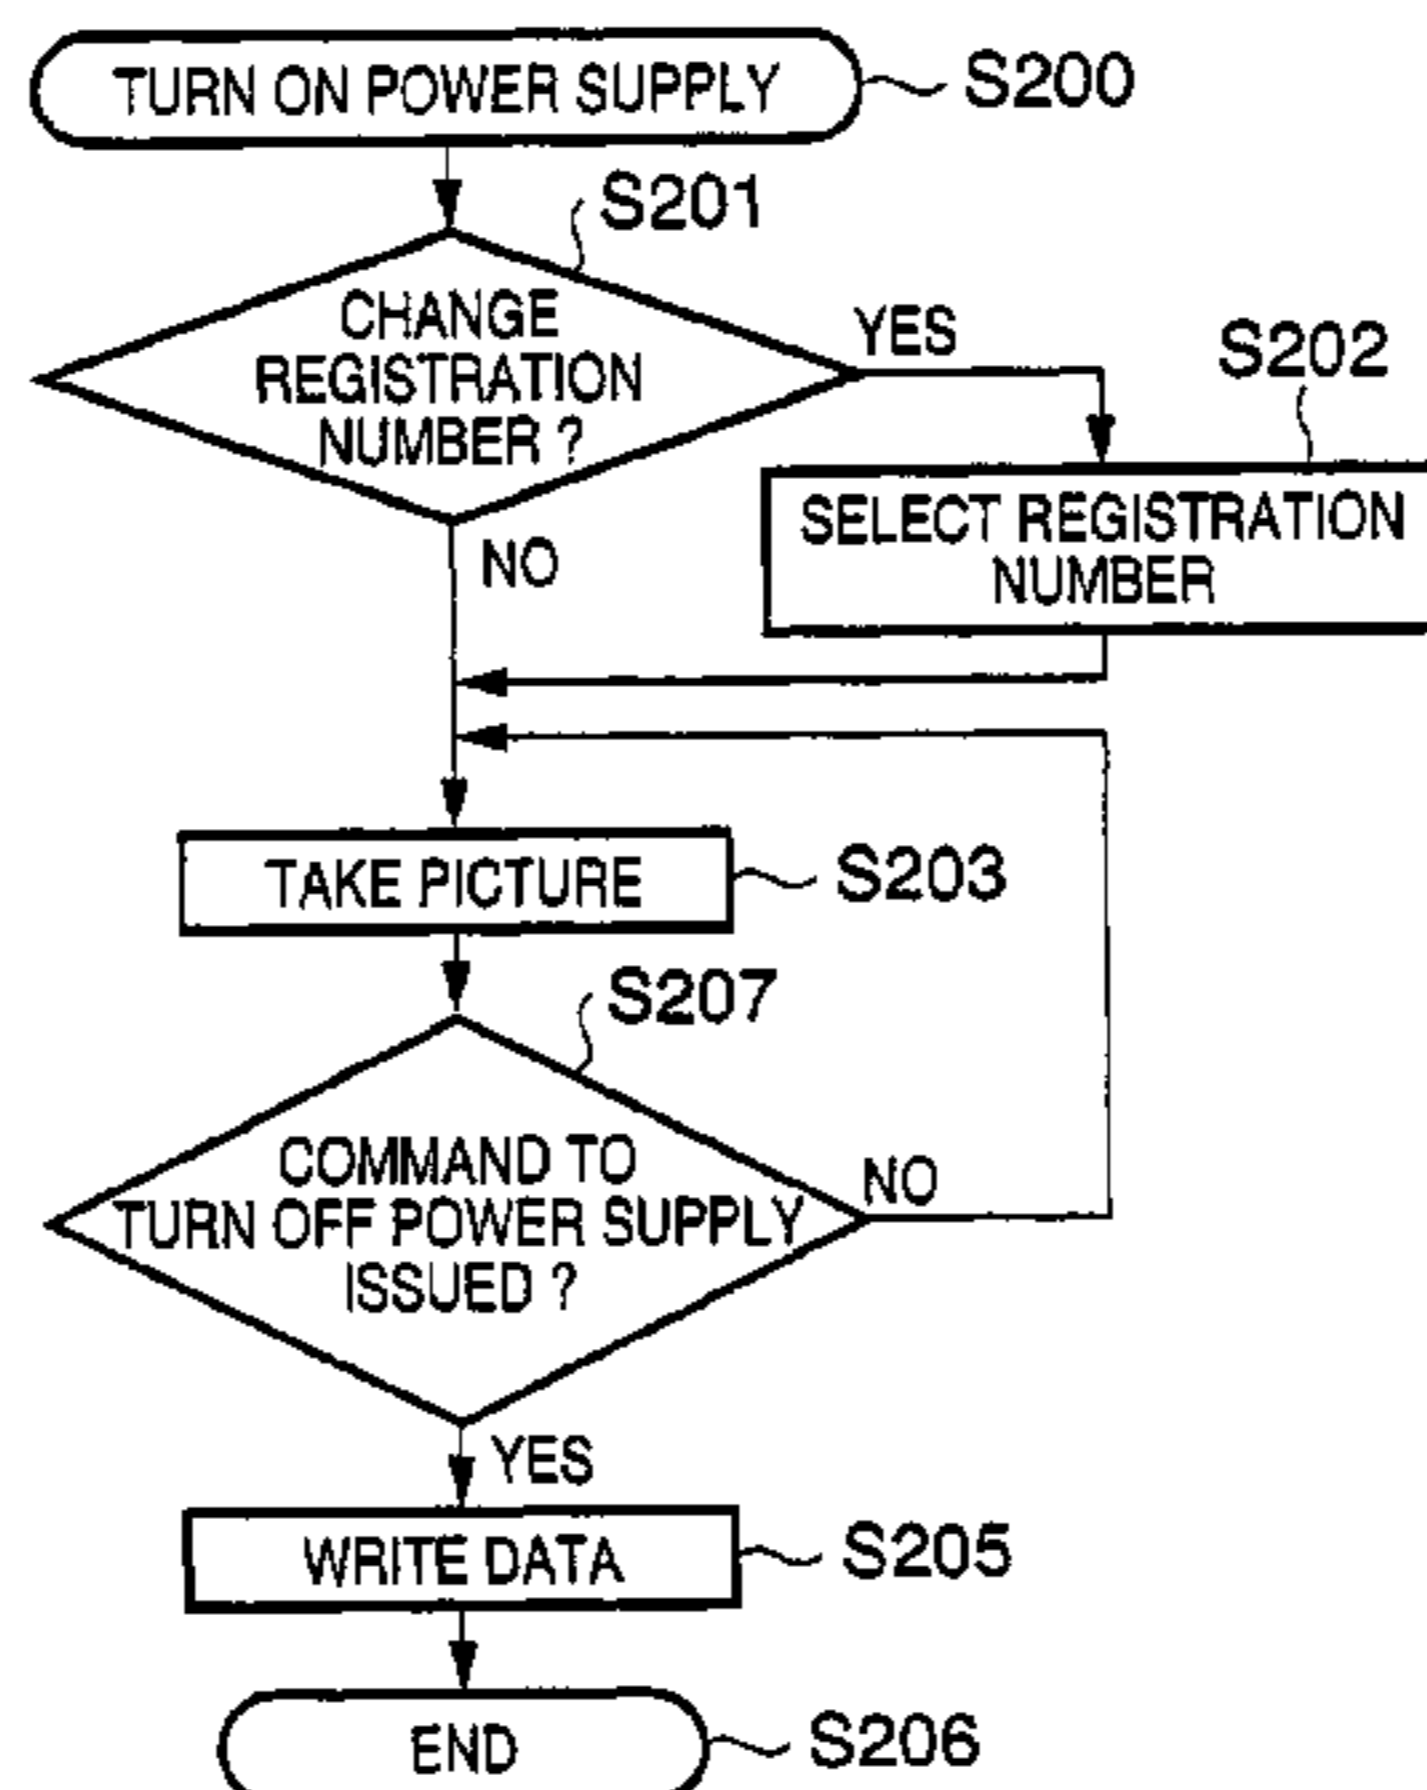 TURN ON POWER SUPPLY
S200
S201
CHANGE
REGISTRATION
NUMBER ?
YES
S202
SELECT REGISTRATION
NUMBER
NO
TAKE PICTURE
S203
S207
COMMAND TO
TURN OFF POWER SUPPLY
ISSUED ?
NO
YES
WRITE DATA
S205
END
S206